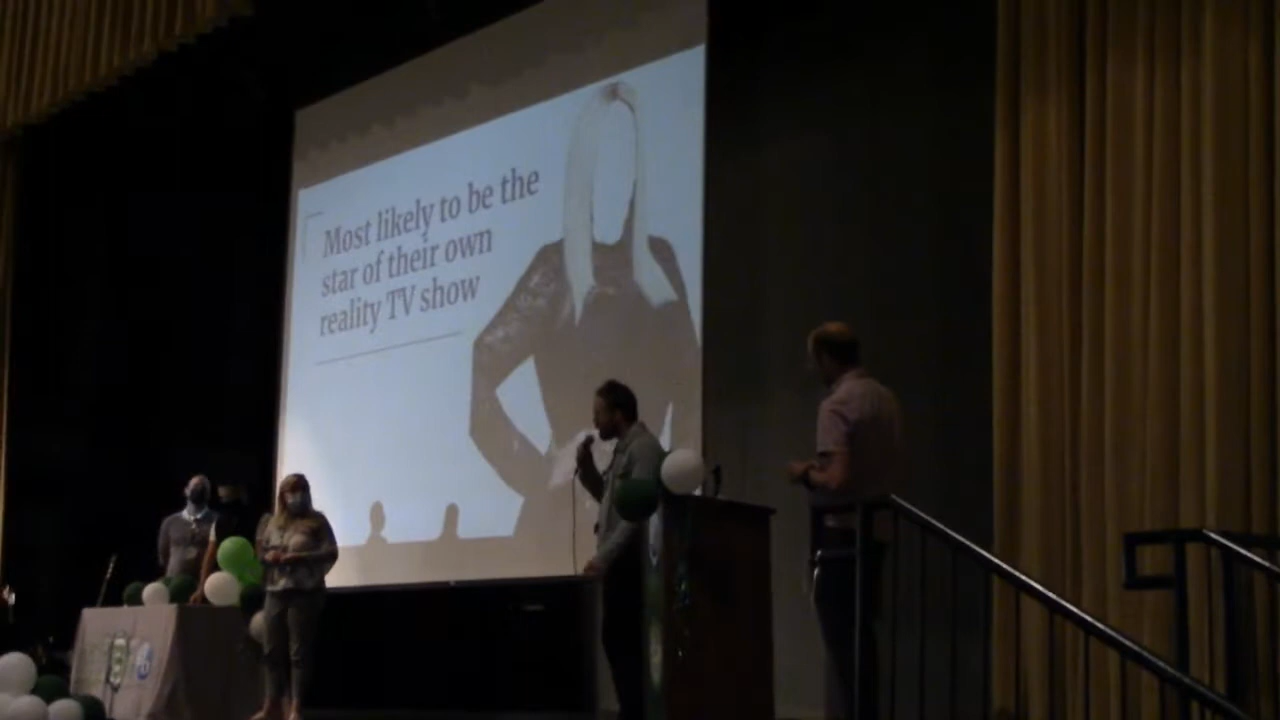 Most likely to be the
star of their own
reality TV show